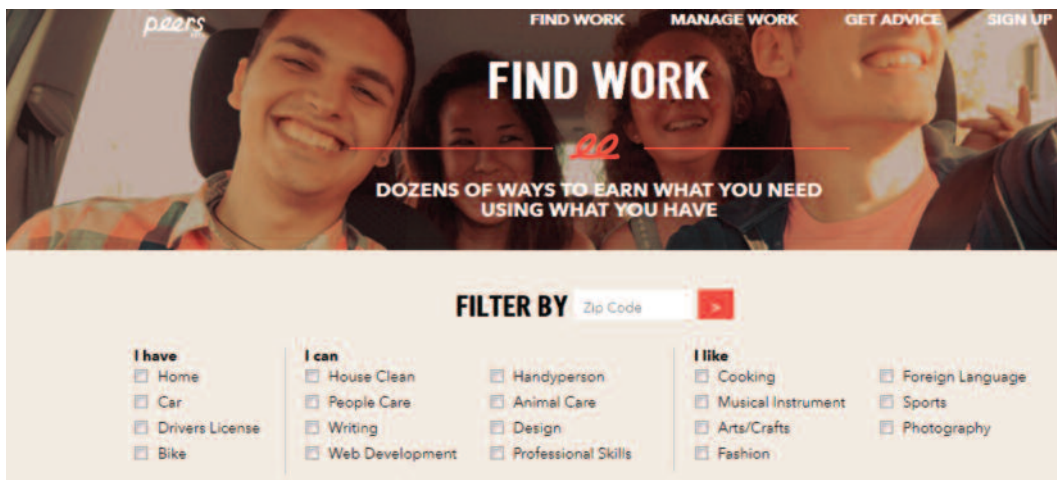 peers
FIND WORK MANAGE WORK GET ADVICE SIGN UP
FIND WORK
DOZENS OF WAYS TO EARN WHAT YOU NEED
USING WHAT YOU HAVE
FILTER BY Zip Code >
I have
Home
Car
Drivers License
Bike
I can
House Clean
People Care
Writing
Web Development
Handyperson
Animal Care
Design
Professional Skills
I like
Cooking
Musical Instrument
Arts/Crafts
Fashion
Foreign Language
Sports
Photography